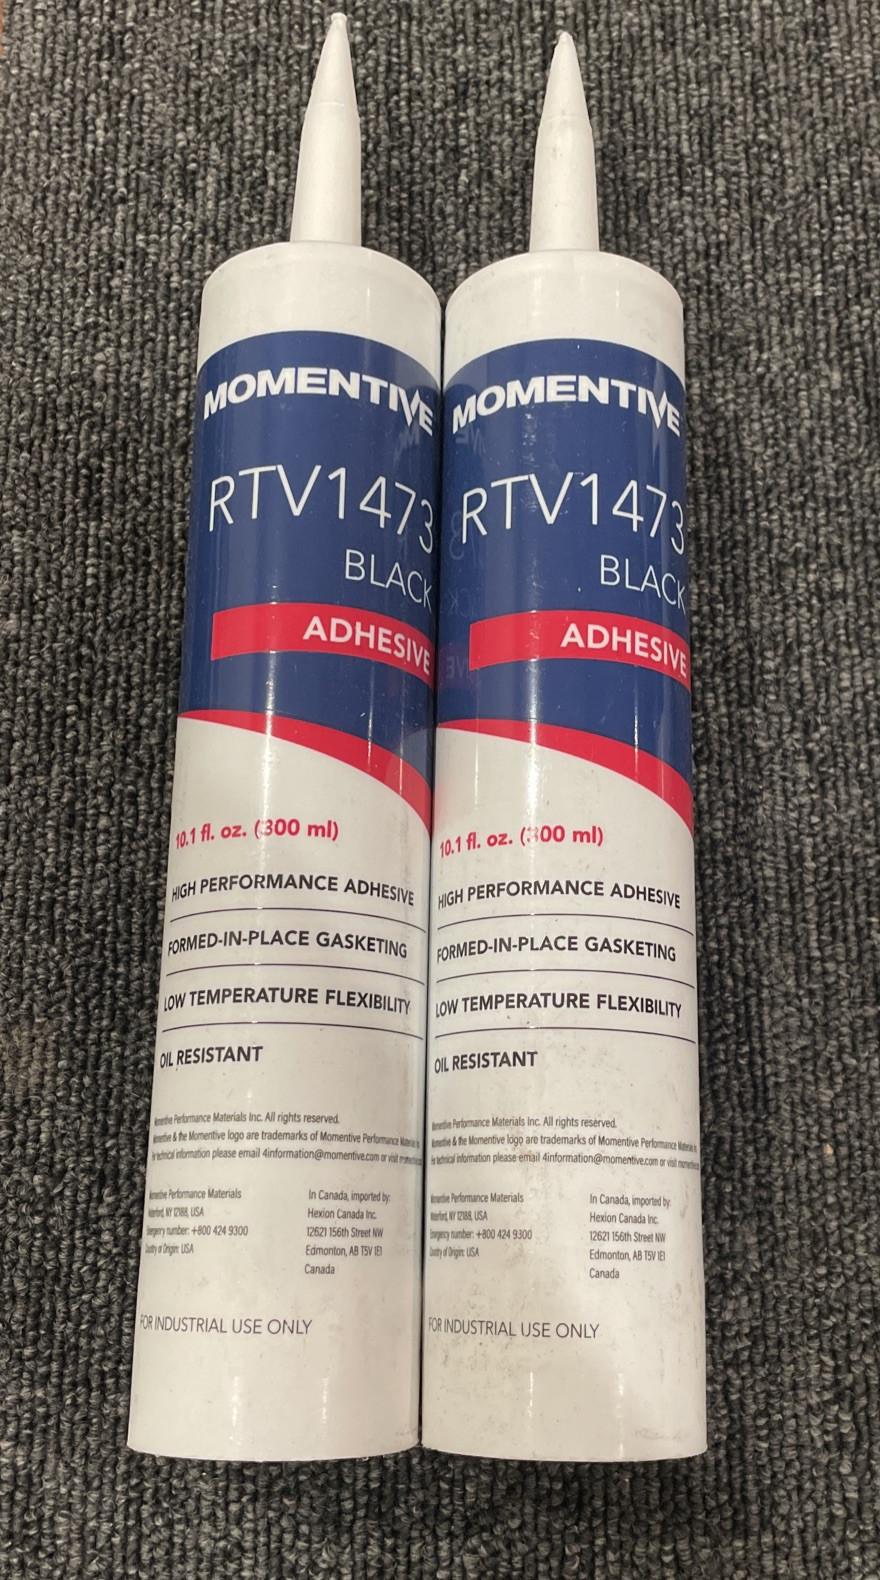 MOMENTIVE
RTV1473
BLACK
ADHESIVE
10.1 fl. oz. (300 ml)
HIGH PERFORMANCE ADHESIVE
FORMED-IN-PLACE GASKETING
LOW TEMPERATURE FLEXIBILITY
OIL RESISTANT
Momentive Performance Materials Inc. All rights reserved.
Momentive & the Momentive logo are trademarks of Momentive Performance Materials
For technical information please email 4information@momentive.com or visit
Momentive Performance Materials
Waterford, NY 12188, USA
Emergency number: +800 424 9300
Country of Origin: USA
In Canada, imported by:
Hexion Canada Inc.
12621 156th Street NW
Edmonton, AB T5V 1E1
Canada
FOR INDUSTRIAL USE ONLY
MOMENTIVE
RTV1473
BLACK
ADHESIVE
10.1 fl. oz. (300 ml)
HIGH PERFORMANCE ADHESIVE
FORMED-IN-PLACE GASKETING
LOW TEMPERATURE FLEXIBILITY
OIL RESISTANT
Momentive Performance Materials Inc. All rights reserved.
Momentive & the Momentive logo are trademarks of Momentive Performance Materials
For technical information please email 4information@momentive.com or visit
Momentive Performance Materials
Waterford, NY 12188, USA
Emergency number: +800 424 9300
Country of Origin: USA
In Canada, imported by:
Hexion Canada Inc.
12621 156th Street NW
Edmonton, AB T5V 1E1
Canada
FOR INDUSTRIAL USE ONLY